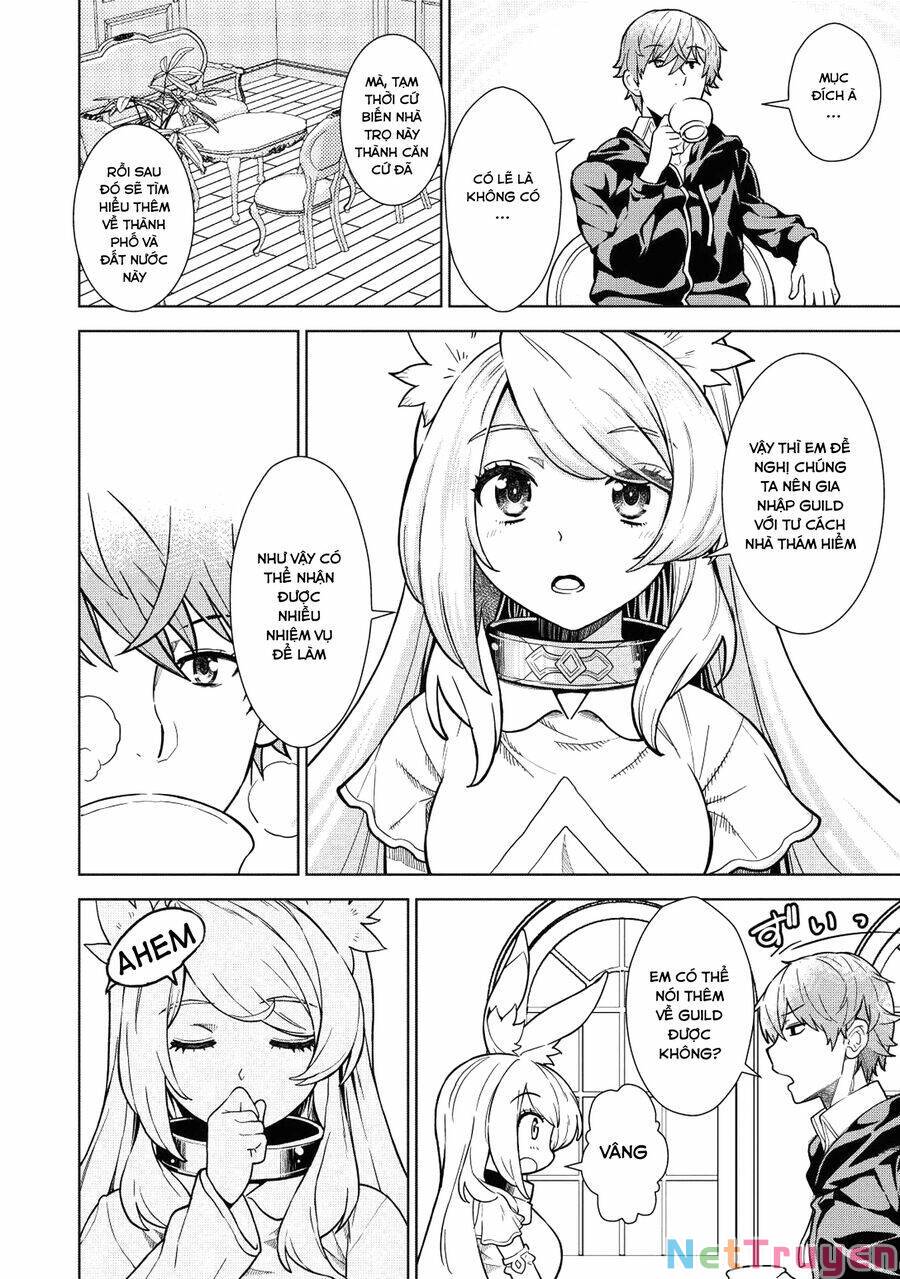 MỤC
ĐÍCH À
...
CÓ LẼ LÀ
KHÔNG CÓ
...
MÀ, TẠM
THỜI CỨ
BIẾN NHÀ
TRỌ NÀY
THÀNH CĂN
CỨ ĐÃ
RỒI SAU
ĐÓ SẼ TÌM
HIỂU THÊM
VỀ THÀNH
PHỐ VÀ
ĐẤT NƯỚC
NÀY
VẬY THÌ EM ĐỀ
NGHỊ CHÚNG
TA NÊN GIA
NHẬP GUILD
VỚI TƯ CÁCH
NHÀ THÁM HIỂM
NHƯ VẬY CÓ
THỂ NHẬN
ĐƯỢC
NHIỀU
NHIỆM VỤ
ĐỂ LÀM
ずいっ
EM CÓ THỂ
NÓI THÊM
VỀ GUILD
ĐƯỢC
KHÔNG?
VÂNG
AHEM
NetTruyen